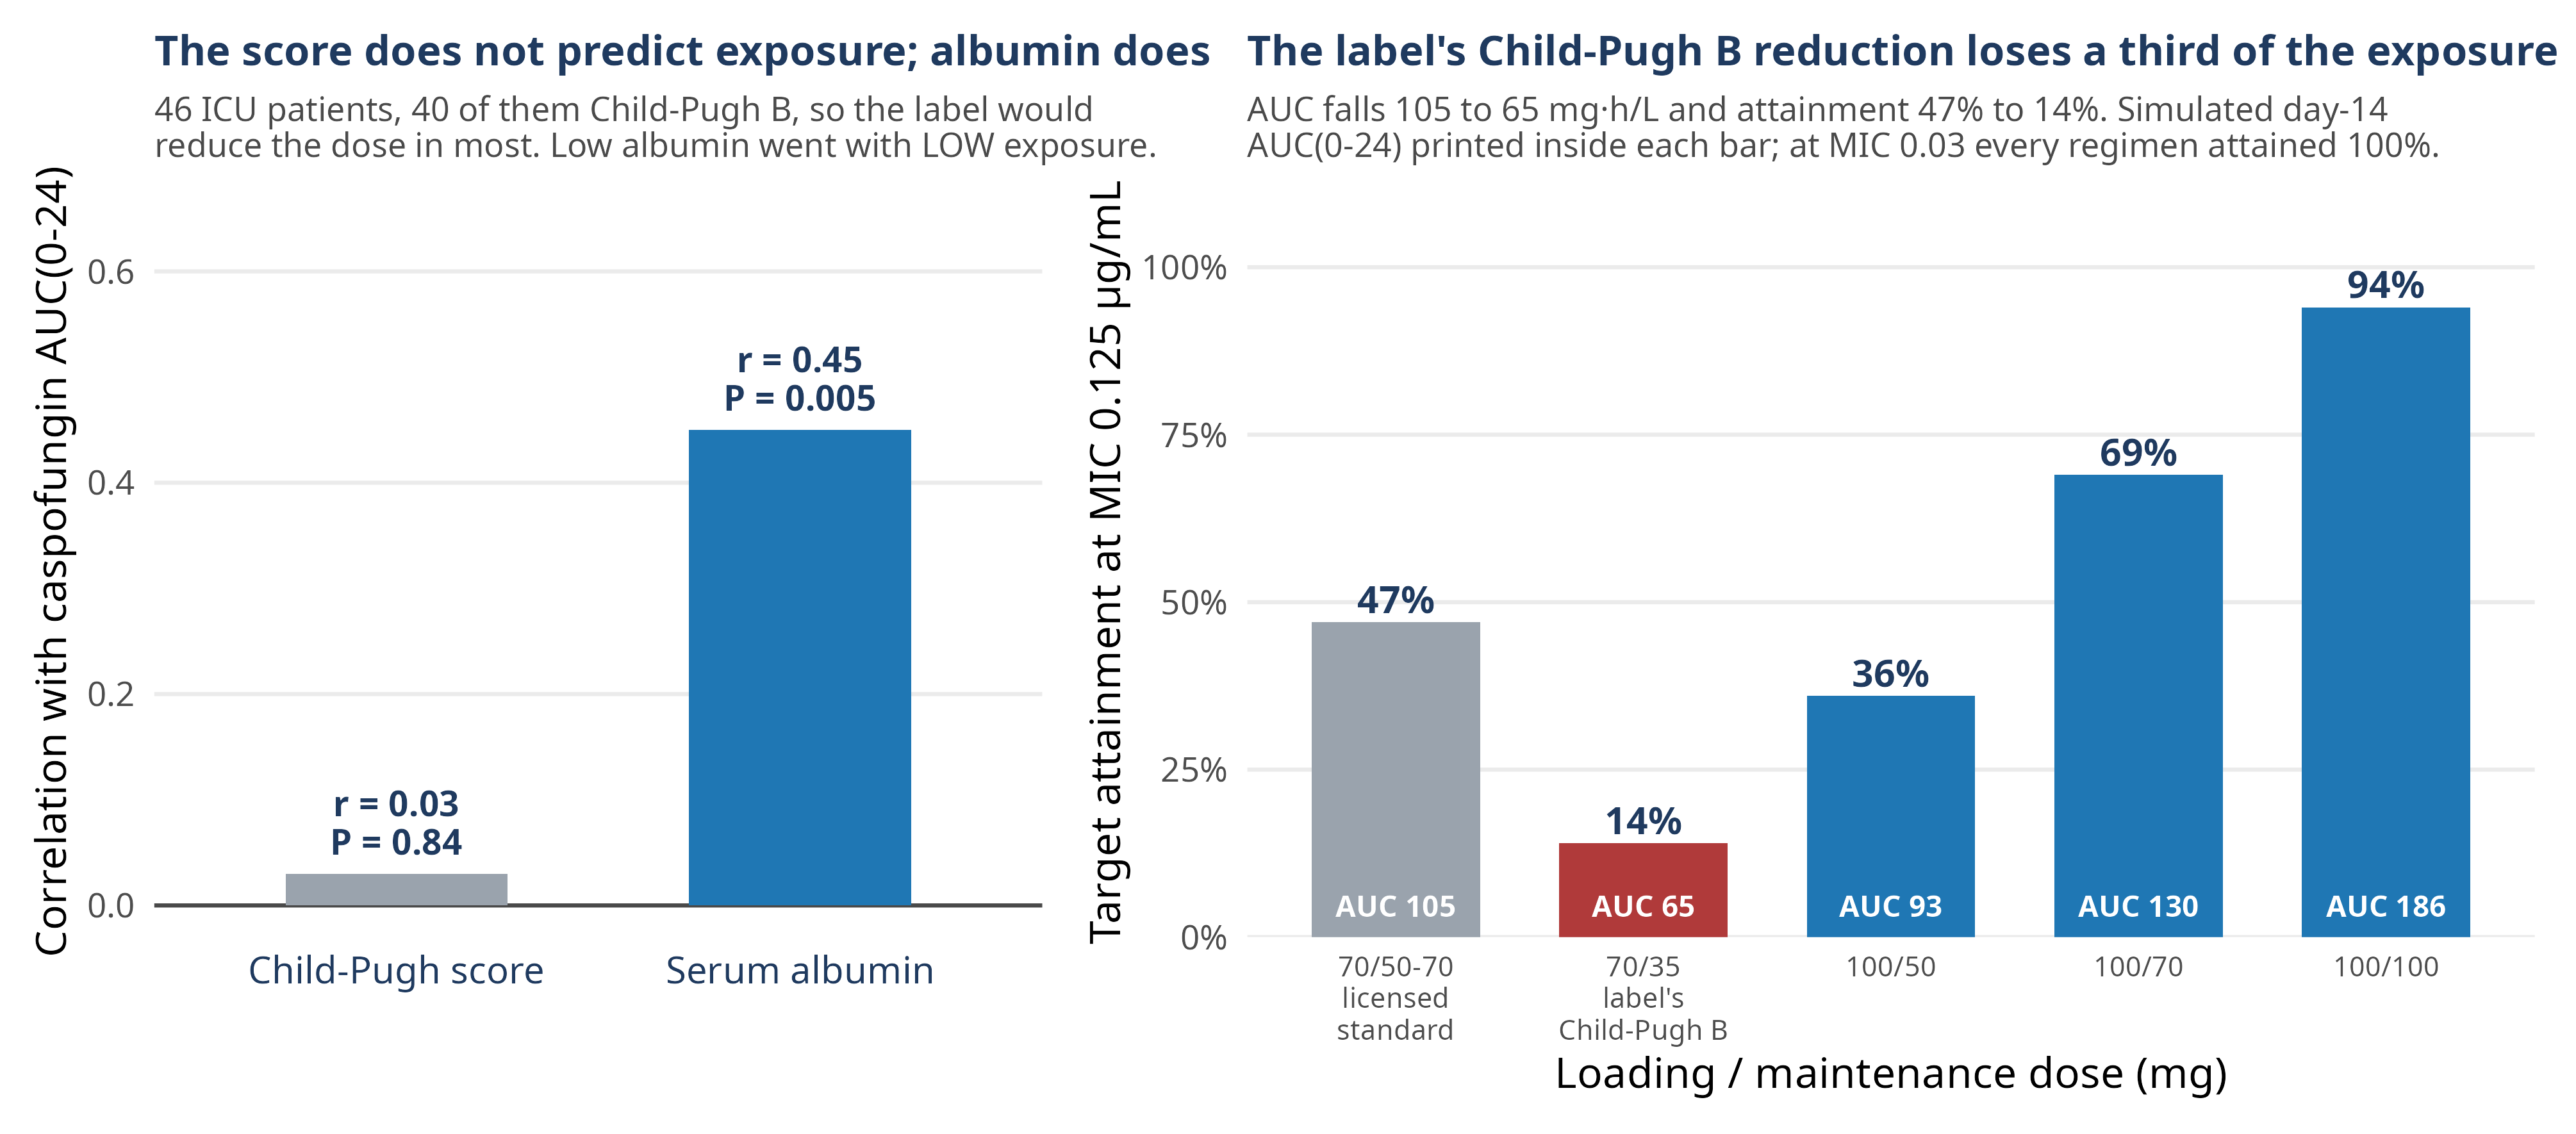 The score does not predict exposure; albumin does
46 ICU patients, 40 of them Child-Pugh B, so the label would
reduce the dose in most. Low albumin went with LOW exposure.
Correlation with caspofungin AUC(0-24)
0.6
0.4
0.2
0.0
r = 0.03
P = 0.84
r = 0.45
P = 0.005
Child-Pugh score
Serum albumin
The label's Child-Pugh B reduction loses a third of the exposure
AUC falls 105 to 65 mg·h/L and attainment 47% to 14%. Simulated day-14
AUC(0-24) printed inside each bar; at MIC 0.03 every regimen attained 100%.
Target attainment at MIC 0.125 µg/mL
100%
75%
50%
25%
0%
47%
14%
36%
69%
94%
AUC 105
AUC 65
AUC 93
AUC 130
AUC 186
70/50-70
licensed
standard
70/35
label's
Child-Pugh B
100/50
100/70
100/100
Loading / maintenance dose (mg)